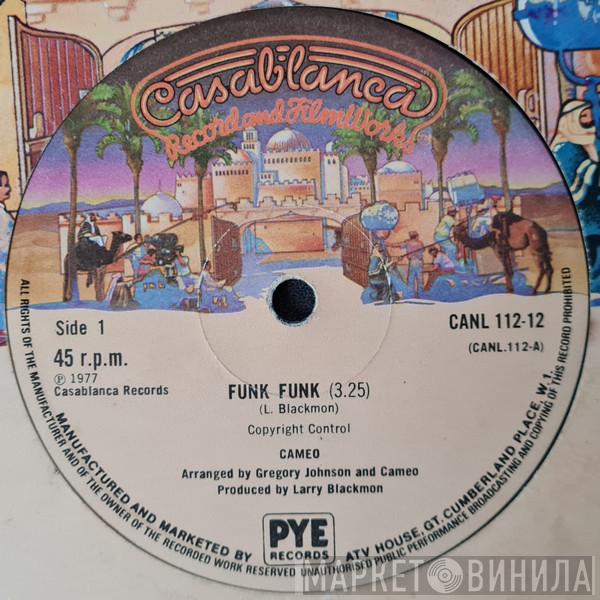 Casablanca
Record and FilmWorks
Side 1
45 r.p.m.
℗ 1977
Casablanca Records
CANL 112-12
(CANL.112-A)
FUNK FUNK (3.25)
(L. Blackmon)
Copyright Control
CAMEO
Arranged by Gregory Johnson and Cameo
Produced by Larry Blackmon
PYE
RECORDS
MANUFACTURED AND MARKETED BY
ATV HOUSE, GT. CUMBERLAND PLACE, W.1.
ALL RIGHTS OF THE MANUFACTURER AND OF THE OWNER OF THE RECORDED WORK RESERVED UNAUTHORISED PUBLIC PERFORMANCE BROADCASTING AND COPYING OF THIS RECORD PROHIBITED
МАРКЕТ ВИНИЛА